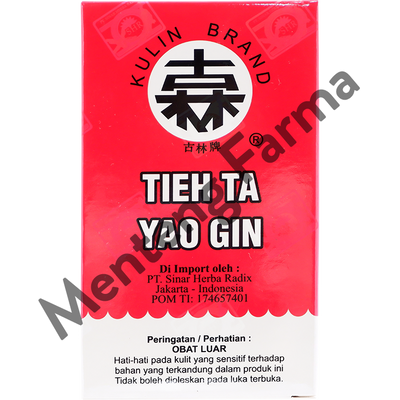 KULIN BRAND
古林牌
®
TIEH TA
YAO GIN
Di Import oleh :
PT. Sinar Herba Radix
Jakarta - Indonesia
POM TI: 174657401
Peringatan / Perhatian :
OBAT LUAR
Hati-hati pada kulit yang sensitif terhadap
bahan yang terkandung dalam produk ini
Tidak boleh dioleskan pada luka terbuka.
Menteng Farma